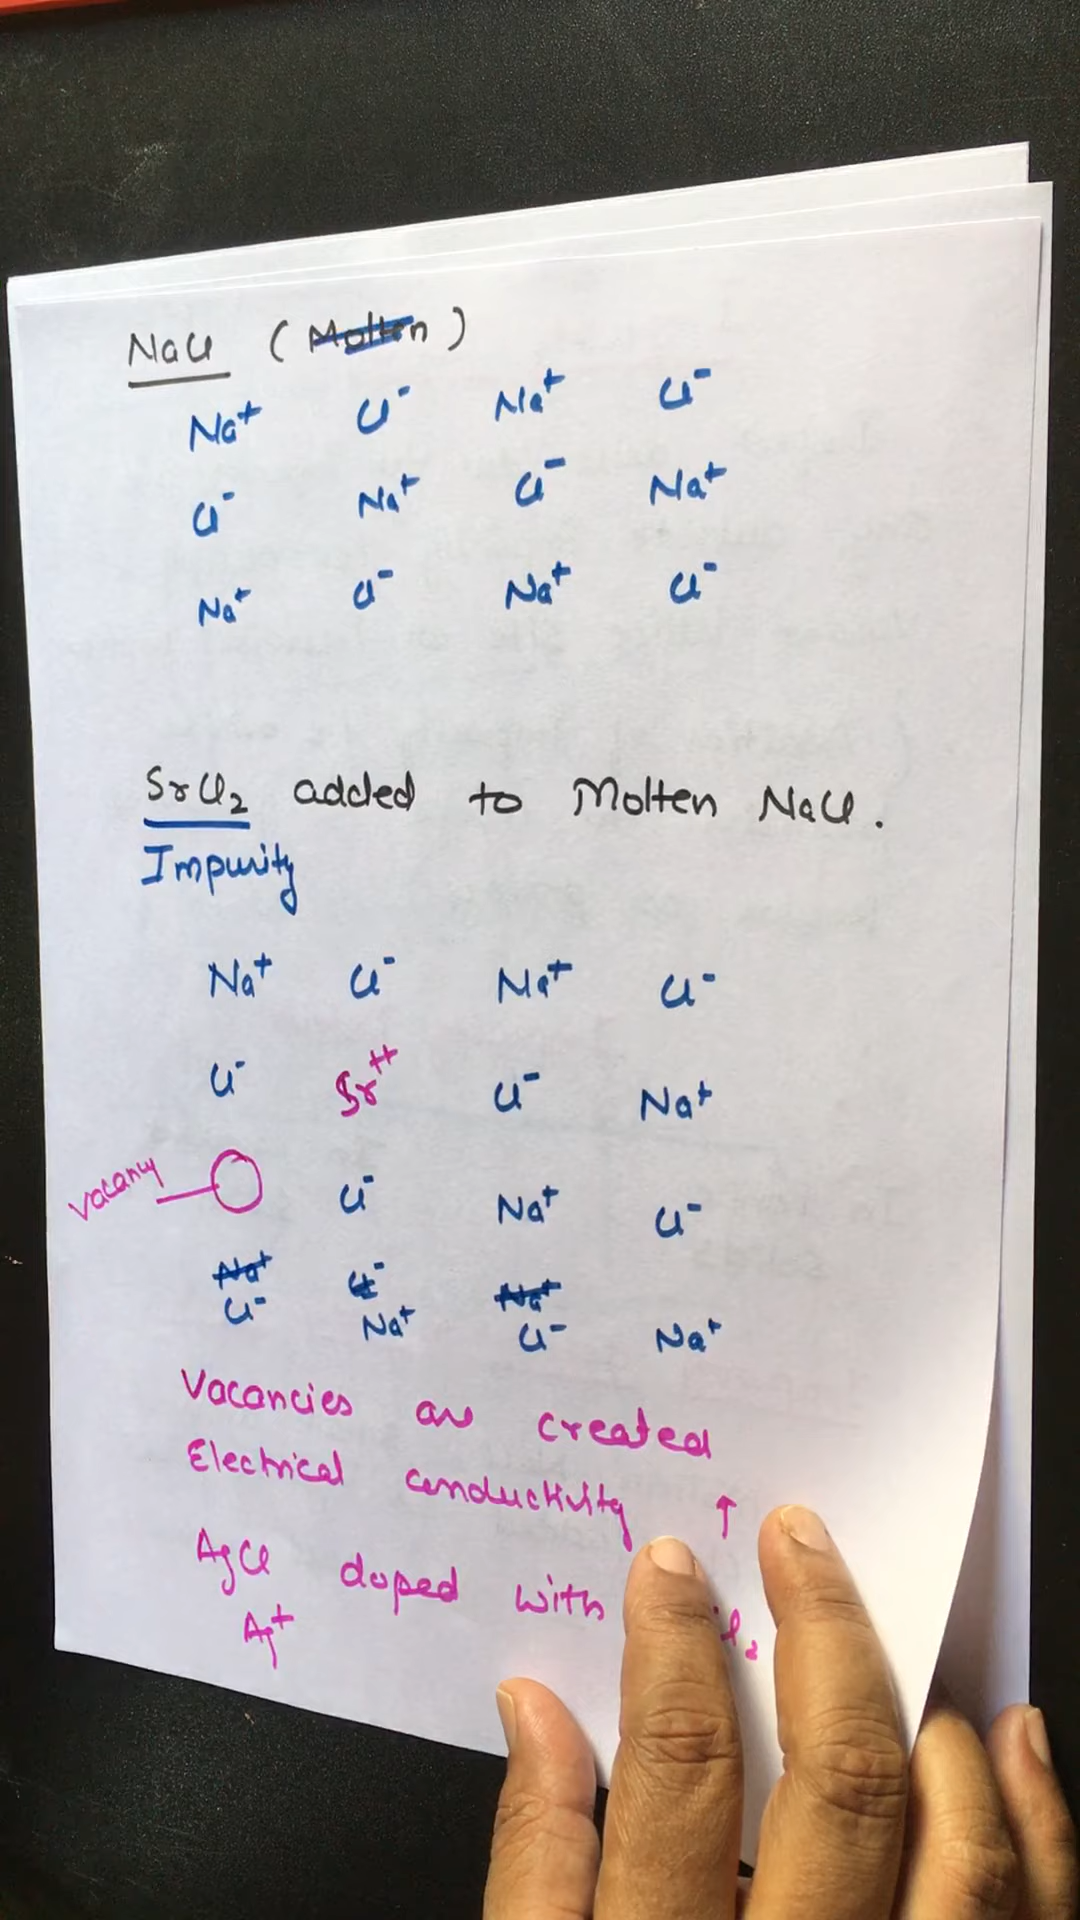 NaCl (Molten)
Na⁺ Cl⁻ Na⁺ Cl⁻
Cl⁻ Na⁺ Cl⁻ Na⁺
Na⁺ Cl⁻ Na⁺ Cl⁻
SrCl₂ added to Molten NaCl.
Impurity
Na⁺ Cl⁻ Na⁺ Cl⁻
Cl⁻ Sr⁺⁺ Cl⁻ Na⁺
vacancy Cl⁻ Na⁺ Cl⁻
Na⁺ Cl⁻ Na⁺
Cl⁻ Na⁺ Cl⁻ Na⁺
Vacancies are created
Electrical conductivity ↑
AgCl doped with
Ag⁺